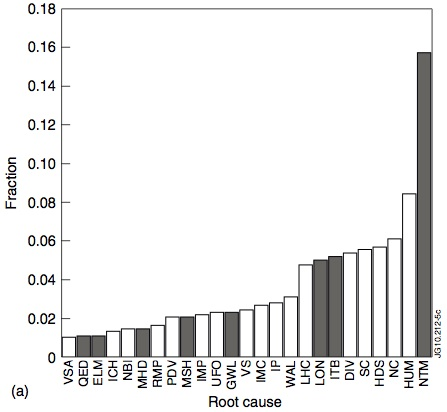 0.18
0.16
0.14
0.12
0.10
0.08
0.06
0.04
0.02
0
Fraction
VSA QED ELM ICH NBI MHD RMP PDV MSH IMP UFO GWL VS IMC IP WAL LHC LON ITB DIV SC HDS NC HUM NTM
Root cause
(a)
JG10.212-5c